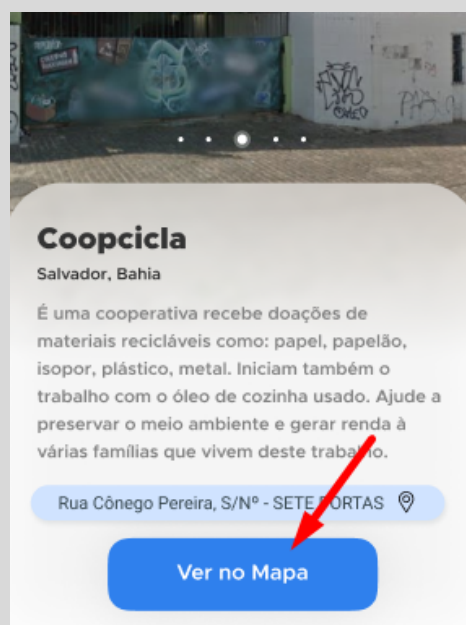 Coopcicla
Salvador, Bahia
É uma cooperativa recebe doações de
materiais recicláveis como: papel, papelão,
isopor, plástico, metal. Iniciam também o
trabalho com o óleo de cozinha usado. Ajude a
preservar o meio ambiente e gerar renda à
várias famílias que vivem deste trabalho.
Rua Cônego Pereira, S/Nº - SETE PORTAS
Ver no Mapa